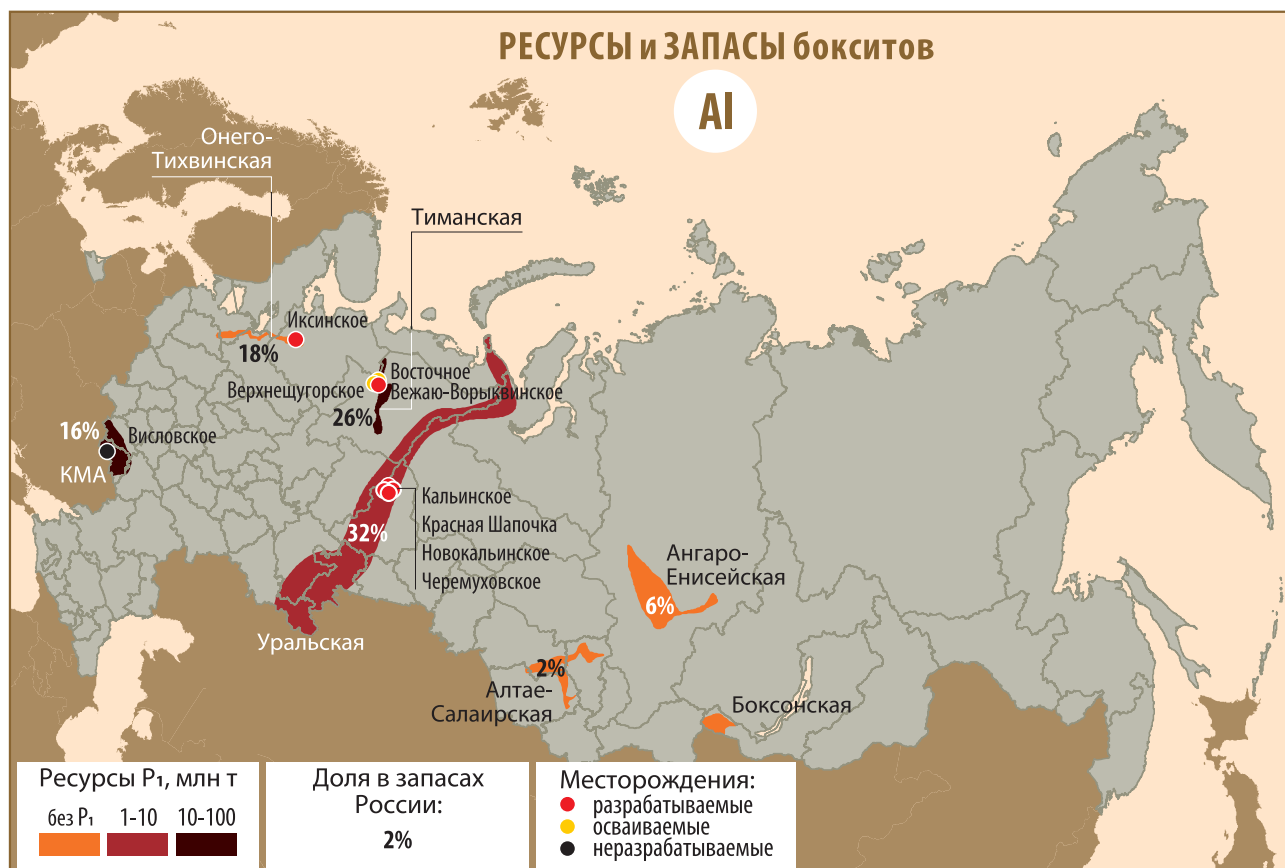 РЕСУРСЫ и ЗАПАСЫ бокситов
Al
Онего-
Тихвинская
Тиманская
Иксинское
18%
Восточное
Верхнещугорское
Вежаю-Ворыквинское
26%
16%
Висловское
КМА
Кальинское
Красная Шапочка
Новокальинское
Черемуховское
32%
Уральская
Ангаро-
Енисейская
6%
2%
Алтае-
Салаирская
Боксонская
Ресурсы P₁, млн т
без P₁ 1-10 10-100
Доля в запасах
России:
2%
Месторождения:
разрабатываемые
осваиваемые
неразрабатываемые